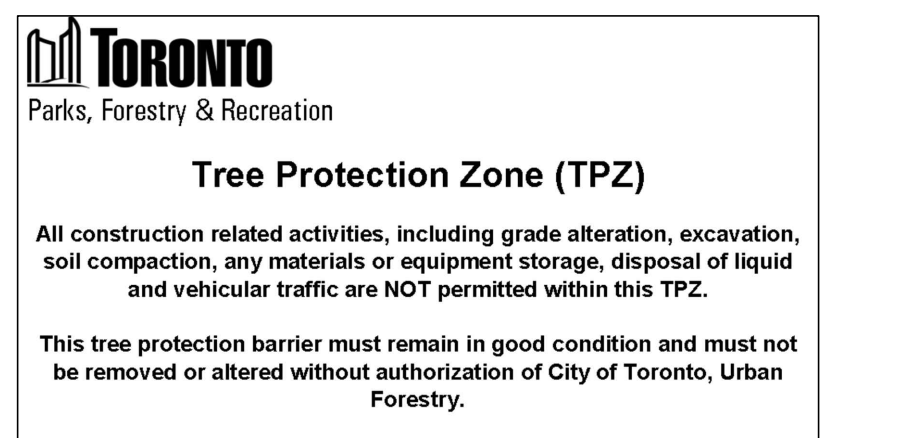 TORONTO
Parks, Forestry & Recreation
Tree Protection Zone (TPZ)
All construction related activities, including grade alteration, excavation,
soil compaction, any materials or equipment storage, disposal of liquid
and vehicular traffic are NOT permitted within this TPZ.
This tree protection barrier must remain in good condition and must not
be removed or altered without authorization of City of Toronto, Urban
Forestry.